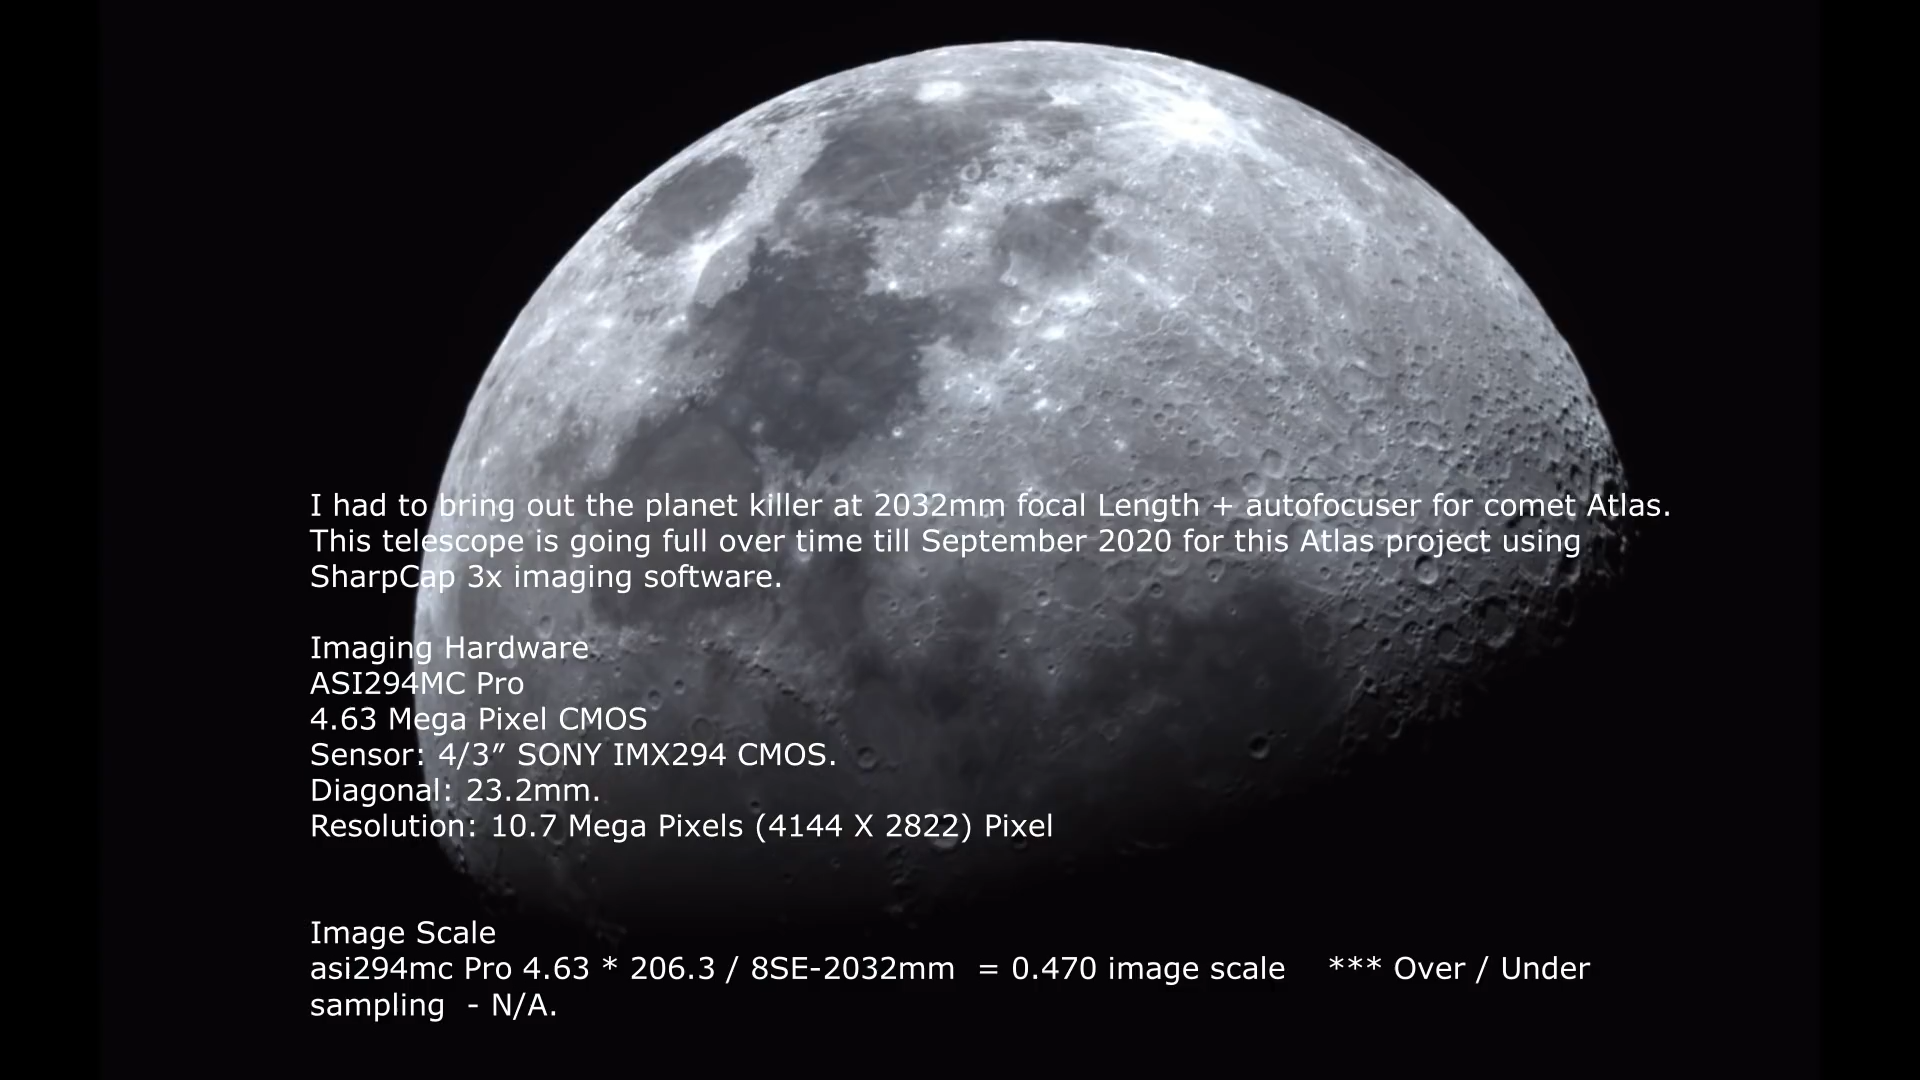 I had to bring out the planet killer at 2032mm focal Length + autofocuser for comet Atlas.
This telescope is going full over time till September 2020 for this Atlas project using
SharpCap 3x imaging software.
Imaging Hardware
ASI294MC Pro
4.63 Mega Pixel CMOS
Sensor: 4/3″ SONY IMX294 CMOS.
Diagonal: 23.2mm.
Resolution: 10.7 Mega Pixels (4144 X 2822) Pixel
Image Scale
asi294mc Pro 4.63 * 206.3 / 8SE-2032mm  = 0.470 image scale     *** Over / Under
sampling  - N/A.